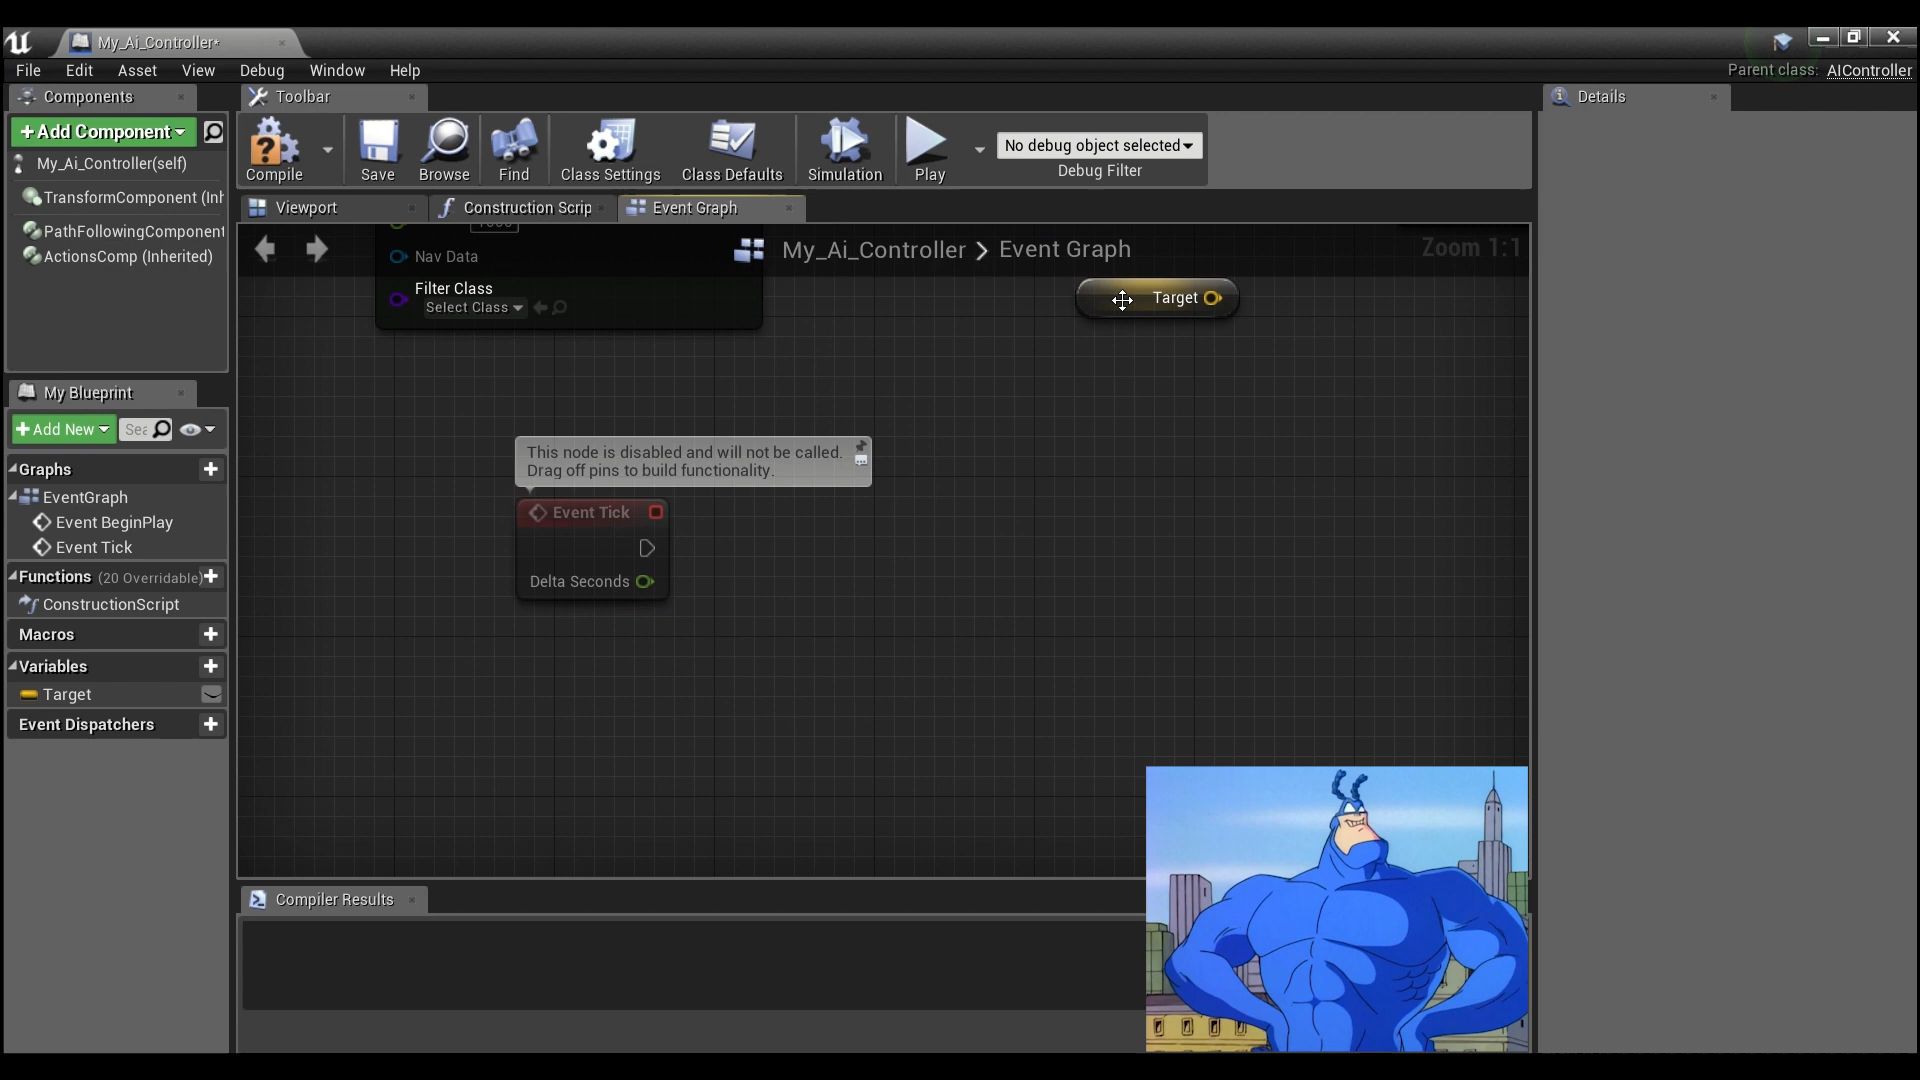 My_Ai_Controller*
File Edit Asset View Debug Window Help
Parent class: AIController
Components
Toolbar
Details
+Add Component
My_Ai_Controller(self)
TransformComponent (Inh
PathFollowingComponent
ActionsComp (Inherited)
Compile
Save
Browse
Find
Class Settings
Class Defaults
Simulation
Play
No debug object selected
Debug Filter
Viewport
Construction Scrip
Event Graph
My_Ai_Controller > Event Graph
Zoom 1:1
Nav Data
Filter Class
Select Class
Target
This node is disabled and will not be called.
Drag off pins to build functionality.
Event Tick
Delta Seconds
My Blueprint
+Add New
Sea
Graphs
EventGraph
Event BeginPlay
Event Tick
Functions (20 Overridable)
ConstructionScript
Macros
Variables
Target
Event Dispatchers
Compiler Results